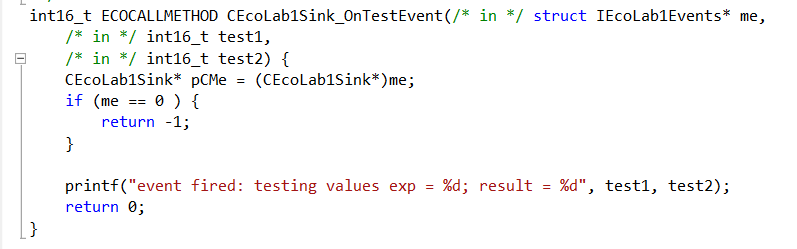 int16_t ECOCALLMETHOD CEcoLab1Sink_OnTestEvent(/* in */ struct IEcoLab1Events* me,
/* in */ int16_t test1,
/* in */ int16_t test2) {
CEcoLab1Sink* pCMe = (CEcoLab1Sink*)me;
if (me == 0 ) {
return -1;
}
printf("event fired: testing values exp = %d; result = %d", test1, test2);
return 0;
}